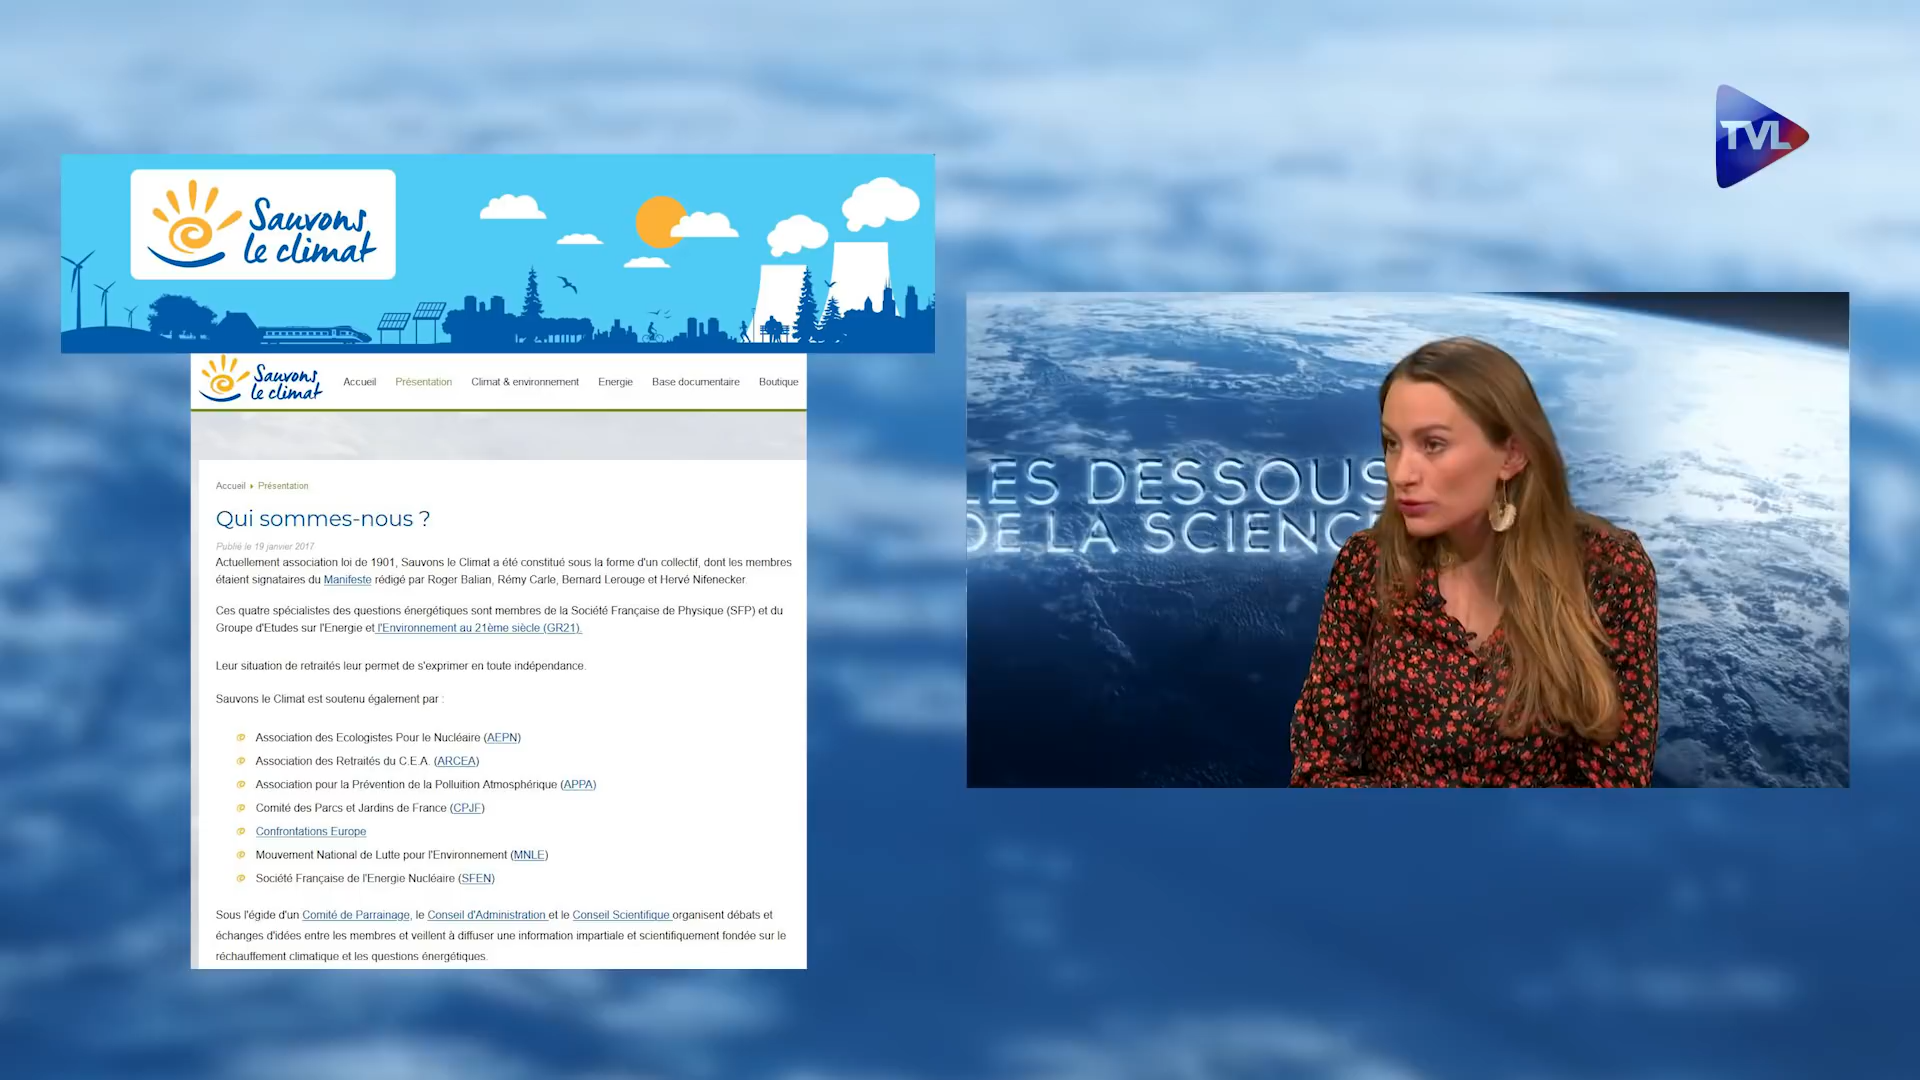 TVL
Sauvons
le climat
Sauvons
le climat
Accueil Présentation Climat & environnement Energie Base documentaire Boutique
Accueil Présentation
Qui sommes-nous ?
Publié le 19 janvier 2017
Actuellement association loi de 1901, Sauvons le Climat a été constitué sous la forme d'un collectif, dont les membres
étaient signataires du Manifeste rédigé par Roger Balian, Rémy Carle, Bernard Lerouge et Hervé Nifenecker.
Ces quatre spécialistes des questions énergétiques sont membres de la Société Française de Physique (SFP) et du
Groupe d'Etudes sur l'Energie et l'Environnement au 21ème siècle (GR21).
Leur situation de retraités leur permet de s'exprimer en toute indépendance.
Sauvons le Climat est soutenu également par :
Association des Ecologistes Pour le Nucléaire (AEPN)
Association des Retraités du C.E.A. (ARCEA)
Association pour la Prévention de la Polluition Atmosphérique (APPA)
Comité des Parcs et Jardins de France (CPJF)
Confrontations Europe
Mouvement National de Lutte pour l'Environnement (MNLE)
Société Française de l'Energie Nucléaire (SFEN)
Sous l'égide d'un Comité de Parrainage, le Conseil d'Administration et le Conseil Scientifique organisent débats et
échanges d'idées entre les membres et veillent à diffuser une information impartiale et scientifiquement fondée sur le
réchauffement climatique et les questions énergétiques.
LES DESSOUS
DE LA SCIENC